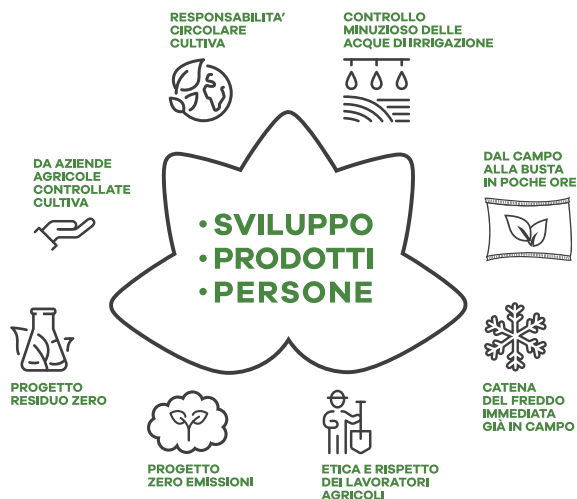 RESPONSABILITA'
CIRCOLARE
CULTIVA
CONTROLLO
MINUZIOSO DELLE
ACQUE DI IRRIGAZIONE
DA AZIENDE
AGRICOLE
CONTROLLATE
CULTIVA
DAL CAMPO
ALLA BUSTA
IN POCHE ORE
• SVILUPPO
• PRODOTTI
• PERSONE
PROGETTO
RESIDUO ZERO
CATENA
DEL FREDDO
IMMEDIATA
GIÀ IN CAMPO
PROGETTO
ZERO EMISSIONI
ETICA E RISPETTO
DEI LAVORATORI
AGRICOLI